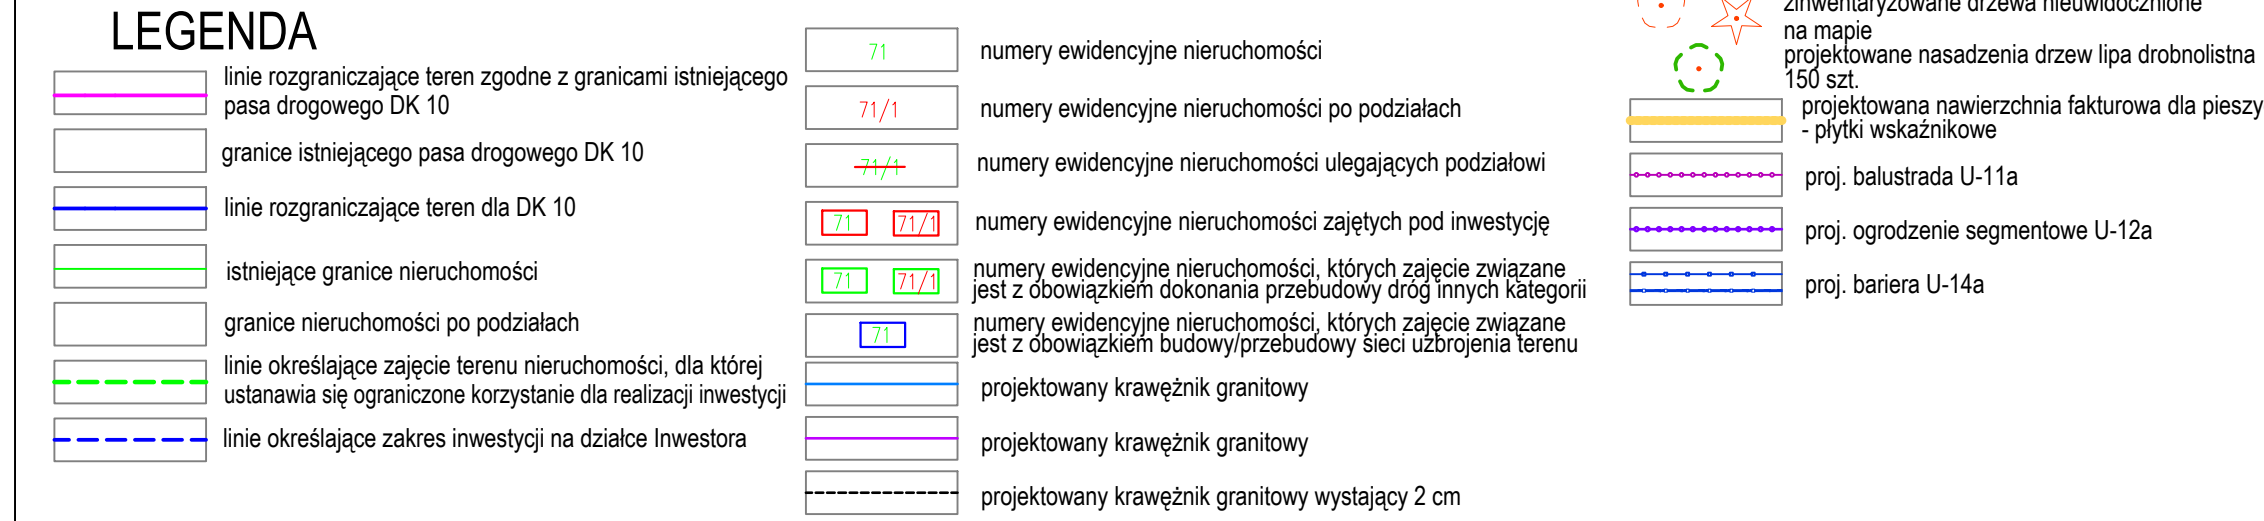 LEGENDA
linie rozgraniczające teren zgodne z granicami istniejącego
pasa drogowego DK 10
granice istniejącego pasa drogowego DK 10
linie rozgraniczające teren dla DK 10
istniejące granice nieruchomości
granice nieruchomości po podziałach
linie określające zajęcie terenu nieruchomości, dla której
ustanawia się ograniczone korzystanie dla realizacji inwestycji
linie określające zakres inwestycji na działce Inwestora
71 numery ewidencyjne nieruchomości
71/1 numery ewidencyjne nieruchomości po podziałach
71/1 numery ewidencyjne nieruchomości ulegających podziałowi
71 71/1 numery ewidencyjne nieruchomości zajętych pod inwestycję
71 71/1 numery ewidencyjne nieruchomości, których zajęcie związane
jest z obowiązkiem dokonania przebudowy dróg innych kategorii
71 numery ewidencyjne nieruchomości, których zajęcie związane
jest z obowiązkiem budowy/przebudowy sieci uzbrojenia terenu
projektowany krawężnik granitowy
projektowany krawężnik granitowy
projektowany krawężnik granitowy wystający 2 cm
zinwentaryzowane drzewa nieuwidocznione
na mapie
projektowane nasadzenia drzew lipa drobnolistna
150 szt.
projektowana nawierzchnia fakturowa dla pieszy
- płytki wskaźnikowe
proj. balustrada U-11a
proj. ogrodzenie segmentowe U-12a
proj. bariera U-14a